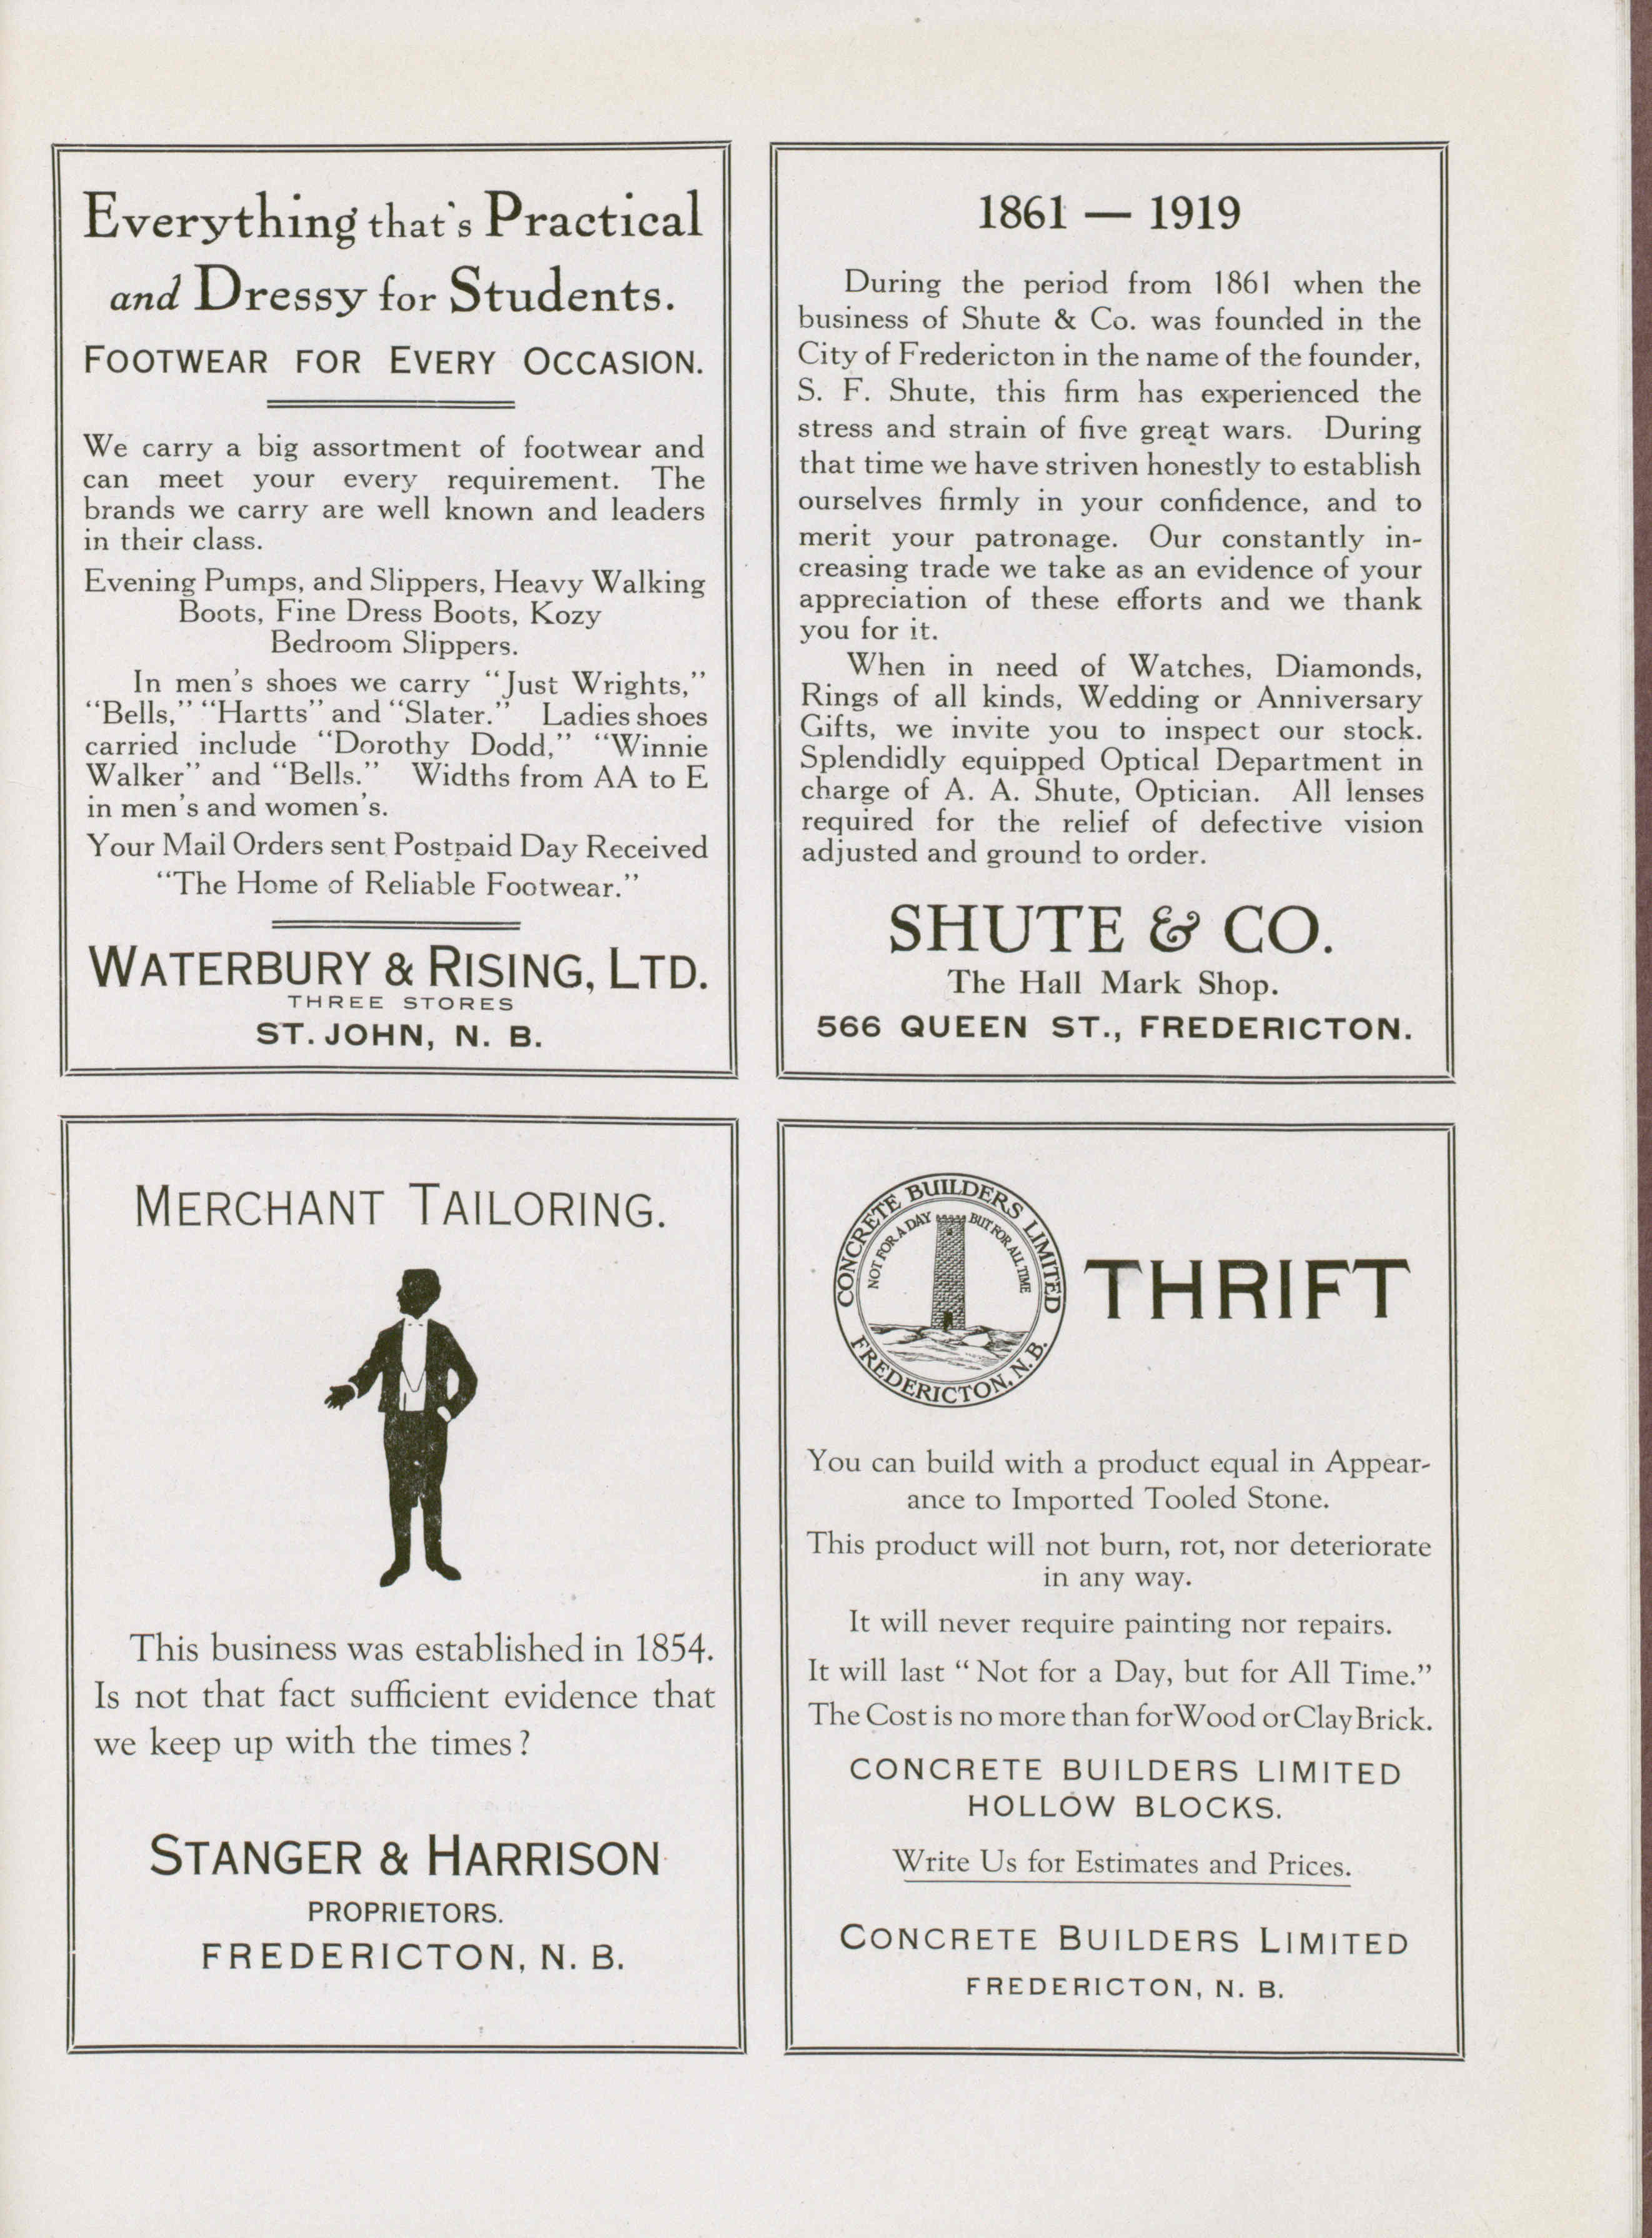 Everything that's Practical
and Dressy for Students.
FOOTWEAR FOR EVERY OCCASION.
We carry a big assortment of footwear and
can meet your every requirement. The
brands we carry are well known and leaders
in their class.
Evening Pumps, and Slippers, Heavy Walking
Boots, Fine Dress Boots, Kozy
Bedroom Slippers.
In men's shoes we carry "Just Wrights,"
"Bells," "Hartts" and "Slater." Ladies shoes
carried include "Dorothy Dodd," "Winnie
Walker" and "Bells." Widths from AA to E
in men's and women's.
Your Mail Orders sent Postpaid Day Received
"The Home of Reliable Footwear."
WATERBURY & RISING, LTD.
THREE STORES
ST. JOHN, N. B.
1861 — 1919
During the period from 1861 when the
business of Shute & Co. was founded in the
City of Fredericton in the name of the founder,
S. F. Shute, this firm has experienced the
stress and strain of five great wars. During
that time we have striven honestly to establish
ourselves firmly in your confidence, and to
merit your patronage. Our constantly in-
creasing trade we take as an evidence of your
appreciation of these efforts and we thank
you for it.
When in need of Watches, Diamonds,
Rings of all kinds, Wedding or Anniversary
Gifts, we invite you to inspect our stock.
Splendidly equipped Optical Department in
charge of A. A. Shute, Optician. All lenses
required for the relief of defective vision
adjusted and ground to order.
SHUTE & CO.
The Hall Mark Shop.
566 QUEEN ST., FREDERICTON.
MERCHANT TAILORING.
This business was established in 1854.
Is not that fact sufficient evidence that
we keep up with the times?
STANGER & HARRISON
PROPRIETORS.
FREDERICTON, N. B.
CONCRETE BUILDERS LIMITED
NOT FOR A DAY BUT FOR ALL TIME
FREDERICTON, N. B.
THRIFT
You can build with a product equal in Appear-
ance to Imported Tooled Stone.
This product will not burn, rot, nor deteriorate
in any way.
It will never require painting nor repairs.
It will last "Not for a Day, but for All Time."
The Cost is no more than for Wood or Clay Brick.
CONCRETE BUILDERS LIMITED
HOLLOW BLOCKS.
Write Us for Estimates and Prices.
CONCRETE BUILDERS LIMITED
FREDERICTON, N. B.